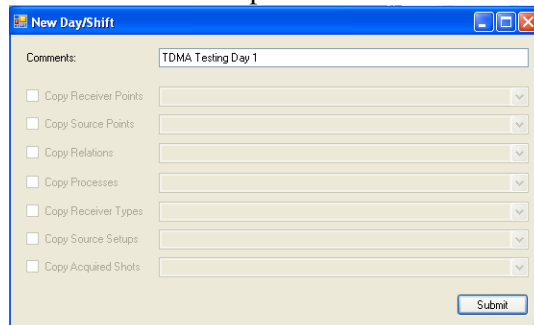 New Day/Shift
Comments: TDMA Testing Day 1
Copy Receiver Points
Copy Source Points
Copy Relations
Copy Processes
Copy Receiver Types
Copy Source Setups
Copy Acquired Shots
Submit